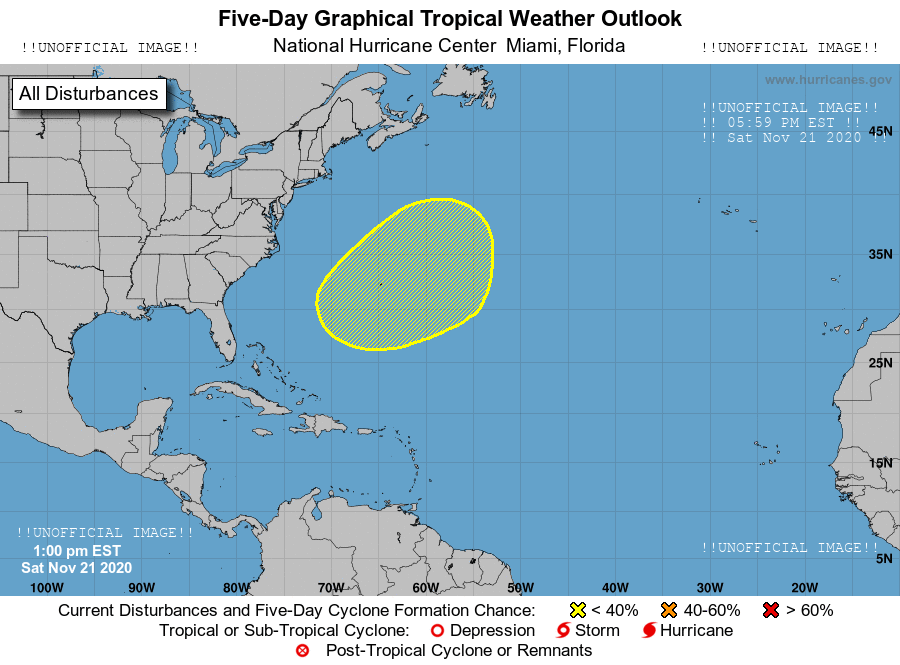 Five-Day Graphical Tropical Weather Outlook
!!UNOFFICIAL IMAGE!! National Hurricane Center Miami, Florida !!UNOFFICIAL IMAGE!!
All Disturbances
www.hurricanes.gov
!!UNOFFICIAL IMAGE!!
!! 05:59 PM EST !!
!! Sat Nov 21 2020 !!
45N
35N
25N
15N
!!UNOFFICIAL IMAGE!!
1:00 pm EST
Sat Nov 21 2020
!!UNOFFICIAL IMAGE!!
5N
100W 90W 80W 70W 60W 50W 40W 30W 20W
Current Disturbances and Five-Day Cyclone Formation Chance: < 40% 40-60% > 60%
Tropical or Sub-Tropical Cyclone: Depression Storm Hurricane
Post-Tropical Cyclone or Remnants